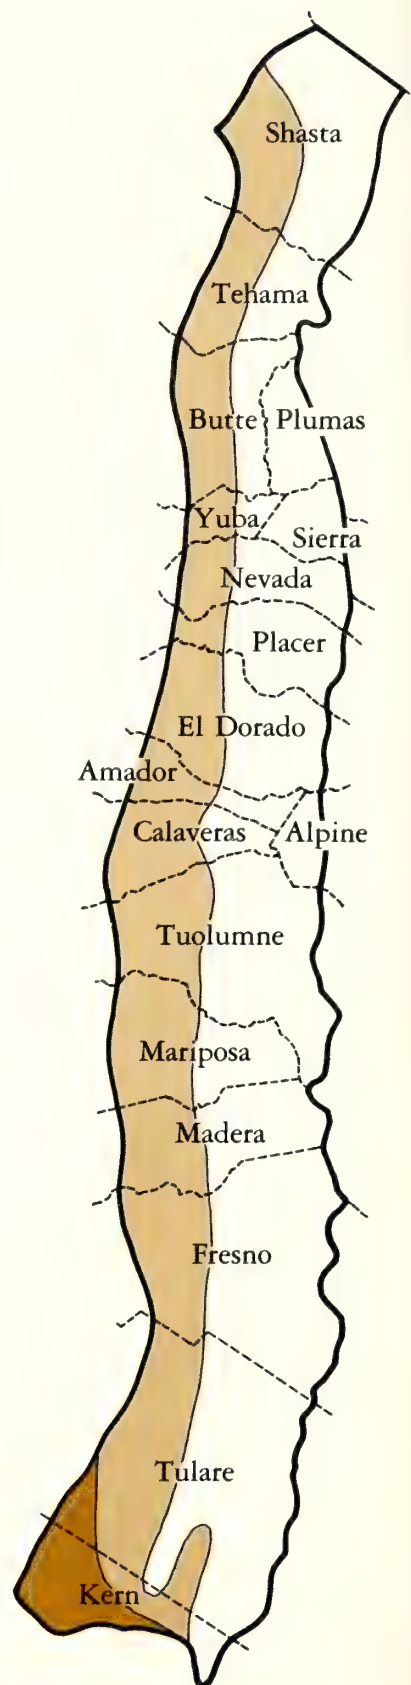 Shasta
Tehama
Butte
Plumas
Yuba
Sierra
Nevada
Placer
El Dorado
Amador
Calaveras
Alpine
Tuolumne
Mariposa
Madera
Fresno
Tulare
Kern